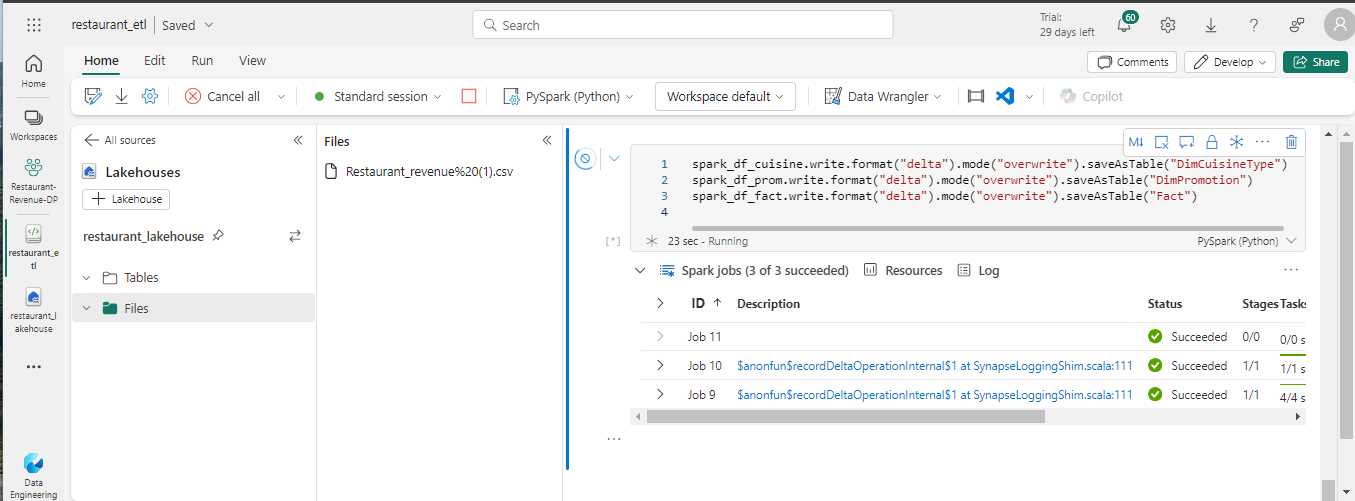 restaurant_etl | Saved
Search
Trial:
29 days left
60
Home Edit Run View
Comments
Develop
Share
Cancel all
Standard session
PySpark (Python)
Workspace default
Data Wrangler
Copilot
Home
Workspaces
Restaurant-
Revenue-DP
restaurant_e
tl
restaurant_l
akehouse
Data
Engineering
All sources
Lakehouses
+ Lakehouse
restaurant_lakehouse
Tables
Files
Files
Restaurant_revenue%20(1).csv
M↓
1 spark_df_cuisine.write.format("delta").mode("overwrite").saveAsTable("DimCuisineType")
2 spark_df_prom.write.format("delta").mode("overwrite").saveAsTable("DimPromotion")
3 spark_df_fact.write.format("delta").mode("overwrite").saveAsTable("Fact")
4
[*]
23 sec - Running
PySpark (Python)
Spark jobs (3 of 3 succeeded) Resources Log
ID ↑ Description Status Stages Tasks
Job 11 Succeeded 0/0 0/0 s
Job 10 $anonfun$recordDeltaOperationInternal$1 at SynapseLoggingShim.scala:111 Succeeded 1/1 1/1 s
Job 9 $anonfun$recordDeltaOperationInternal$1 at SynapseLoggingShim.scala:111 Succeeded 1/1 4/4 s